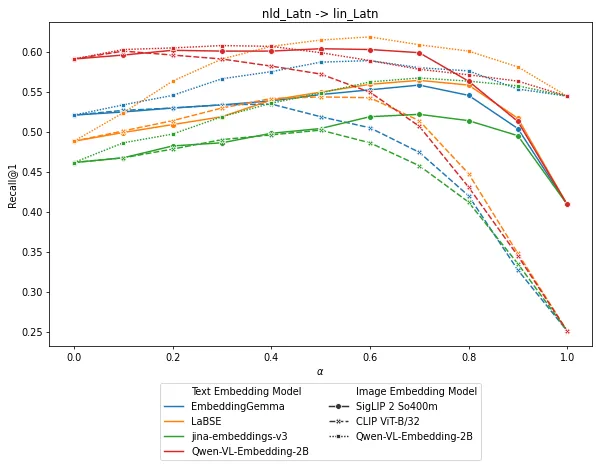 nld_Latn -> lin_Latn
Recall@1
0.60
0.55
0.50
0.45
0.40
0.35
0.30
0.25
0.0 0.2 0.4 0.6 0.8 1.0
α
Text Embedding Model Image Embedding Model
EmbeddingGemma SigLIP 2 So400m
LaBSE CLIP ViT-B/32
jina-embeddings-v3 Qwen-VL-Embedding-2B
Qwen-VL-Embedding-2B